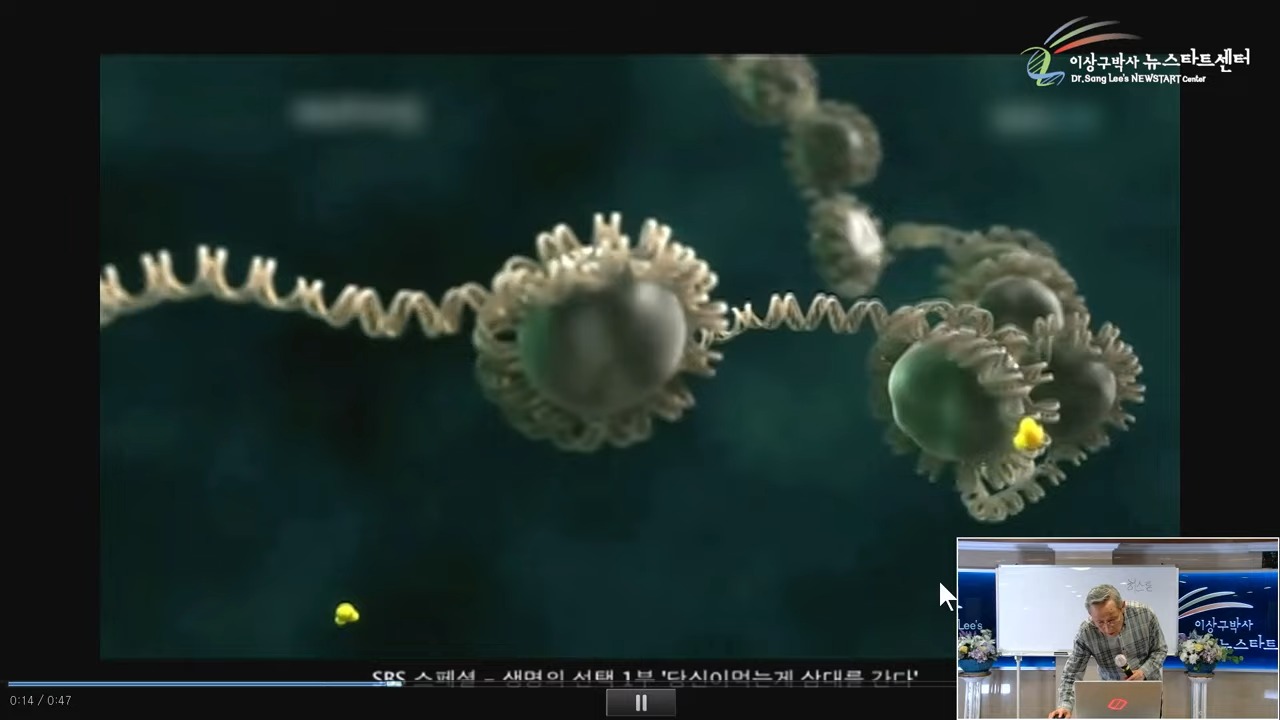 이상구박사 뉴스타트센터
Dr.Sang Lee's NEWSTART Center
SBS 스페셜 - 생명의 선택 1부 '당신이먹는게 삼대를 간다'
0:14 / 0:47
Lee's
이상구박사
뉴스타트